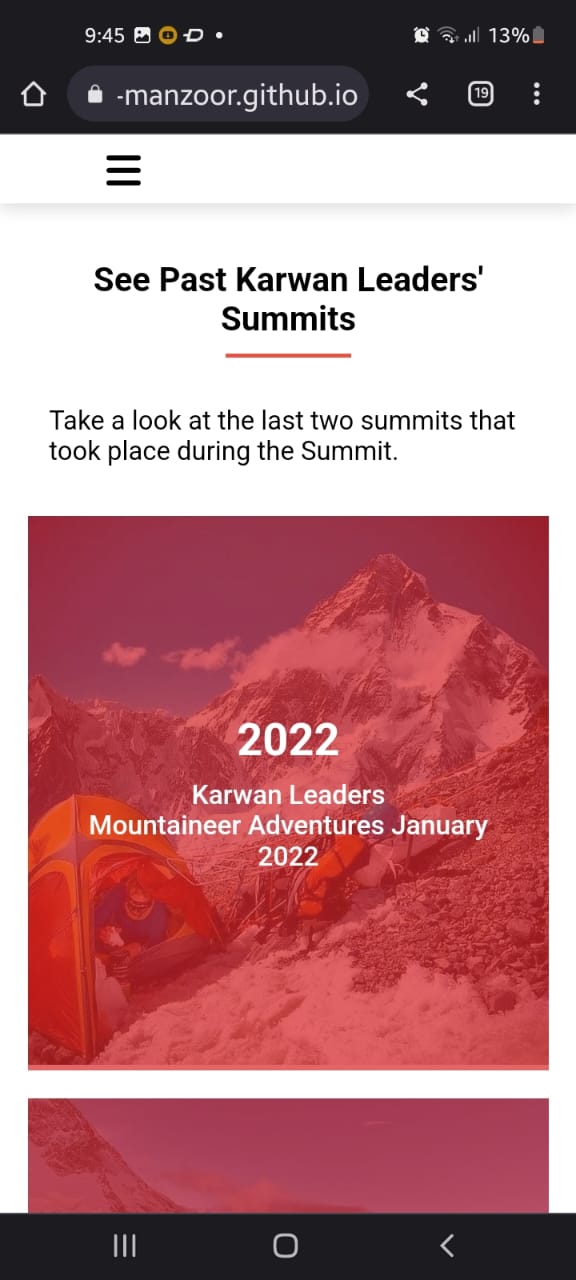 9:45
13%
-manzoor.github.io
19
See Past Karwan Leaders'
Summits
Take a look at the last two summits that
took place during the Summit.
2022
Karwan Leaders
Mountaineer Adventures January
2022